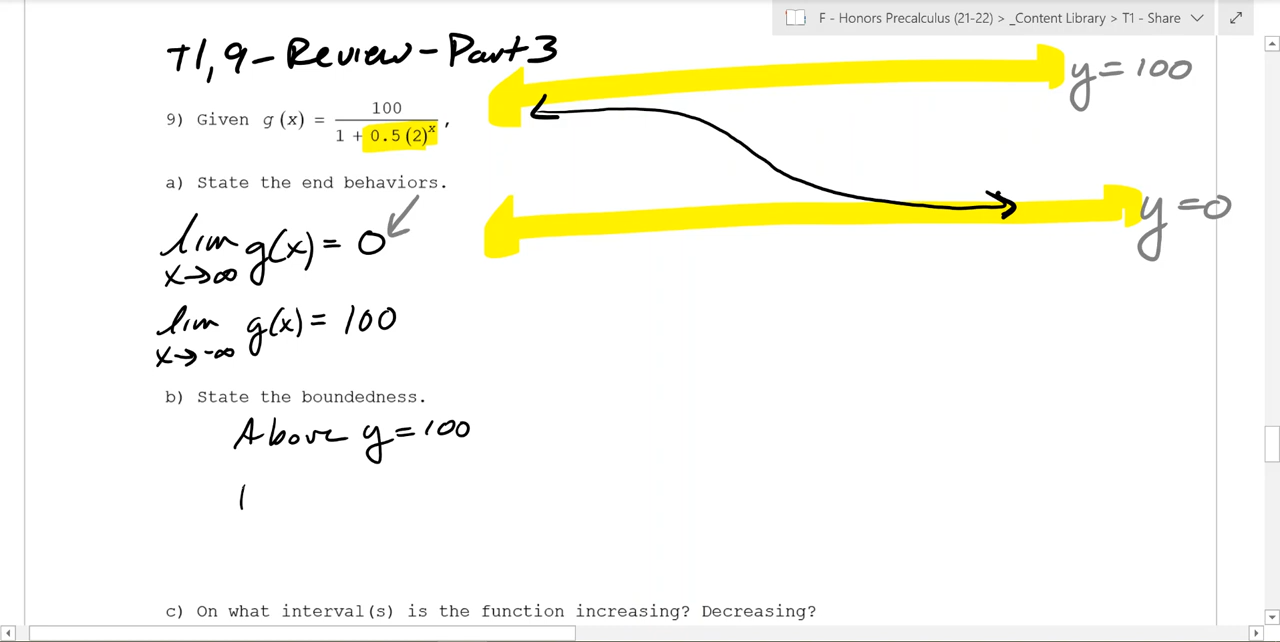 F - Honors Precalculus (21-22) > _Content Library > T1 - Share
T1,9-Review-Part3
y=100
9) Given g(x) = 100/(1 + 0.5(2)^x),
a) State the end behaviors.
y=0
lim x→∞ g(x) = 0
lim x→-∞ g(x) = 100
b) State the boundedness.
Above y=100
c) On what interval(s) is the function increasing? Decreasing?